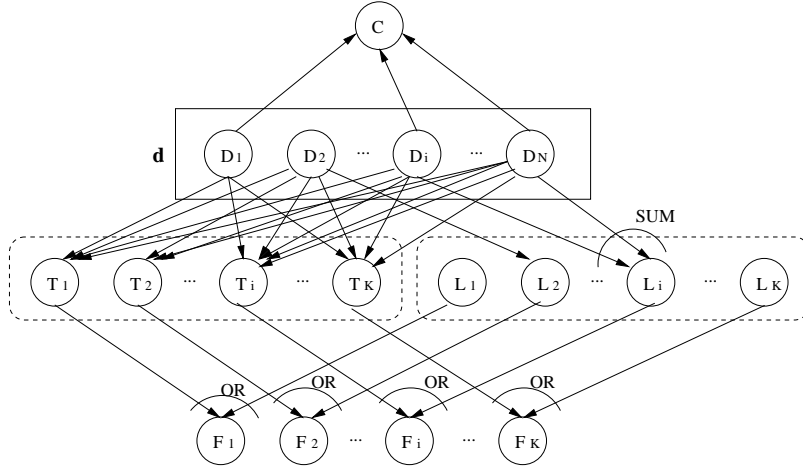 C
d D1 D2 ... Di ... DN
SUM
T1 T2 ... Ti ... TK L1 L2 ... Li ... LK
OR OR OR OR
F1 F2 ... Fi ... FK